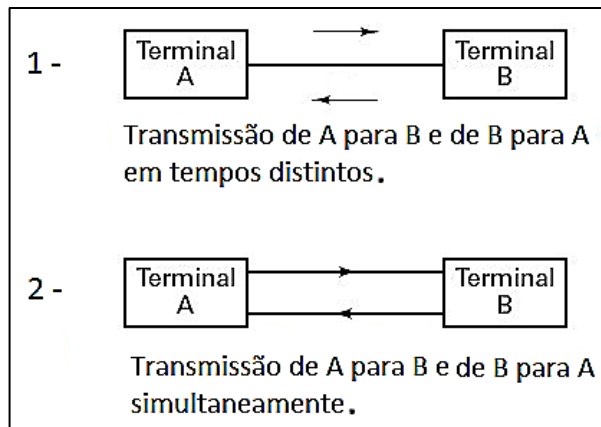 1 -
Terminal A
Terminal B
Transmissão de A para B e de B para A
em tempos distintos.
2 -
Terminal A
Terminal B
Transmissão de A para B e de B para A
simultaneamente.